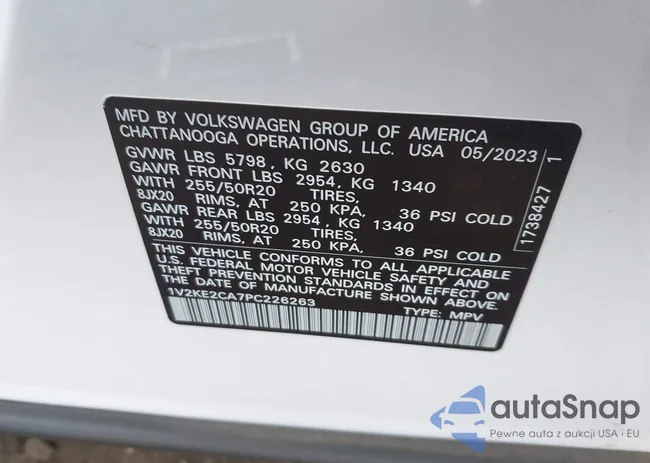 MFD BY VOLKSWAGEN GROUP OF AMERICA
CHATTANOOGA OPERATIONS, LLC. USA 05/2023
GVWR LBS 5798, KG 2630
GAWR FRONT LBS 2954, KG 1340
WITH 255/50R20 TIRES,
8JX20 RIMS, AT 250 KPA, 36 PSI COLD
GAWR REAR LBS 2954, KG 1340
WITH 255/50R20 TIRES,
8JX20 RIMS, AT 250 KPA, 36 PSI COLD
THIS VEHICLE CONFORMS TO ALL APPLICABLE
U.S. FEDERAL MOTOR VEHICLE SAFETY AND
THEFT PREVENTION STANDARDS IN EFFECT ON
THE DATE OF MANUFACTURE SHOWN ABOVE.
1V2KE2CA7PC226263 TYPE: MPV
1738427 1
autaSnap
Pewne auta z aukcji USA i EU